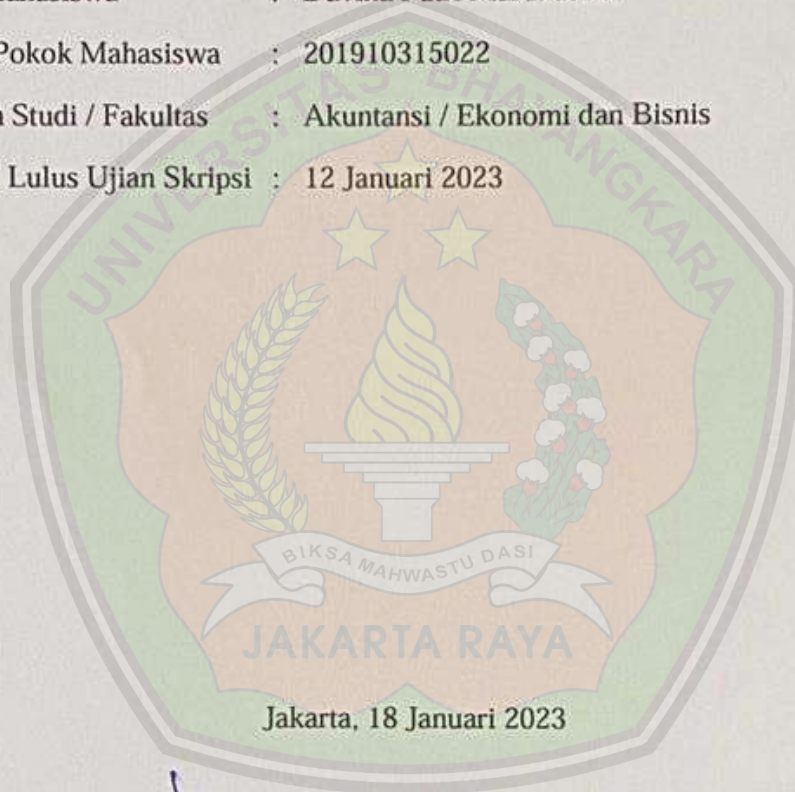 Pokok Mahasiswa : 201910315022
Studi / Fakultas : Akuntansi / Ekonomi dan Bisnis
Lulus Ujian Skripsi : 12 Januari 2023
UNIVERSITAS BHAYANGKARA
BIKSA MAHWASTU DASI
JAKARTA RAYA
Jakarta, 18 Januari 2023